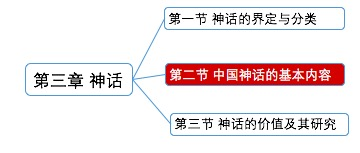 第一节 神话的界定与分类
第三章 神话
第二节 中国神话的基本内容
第三节 神话的价值及其研究